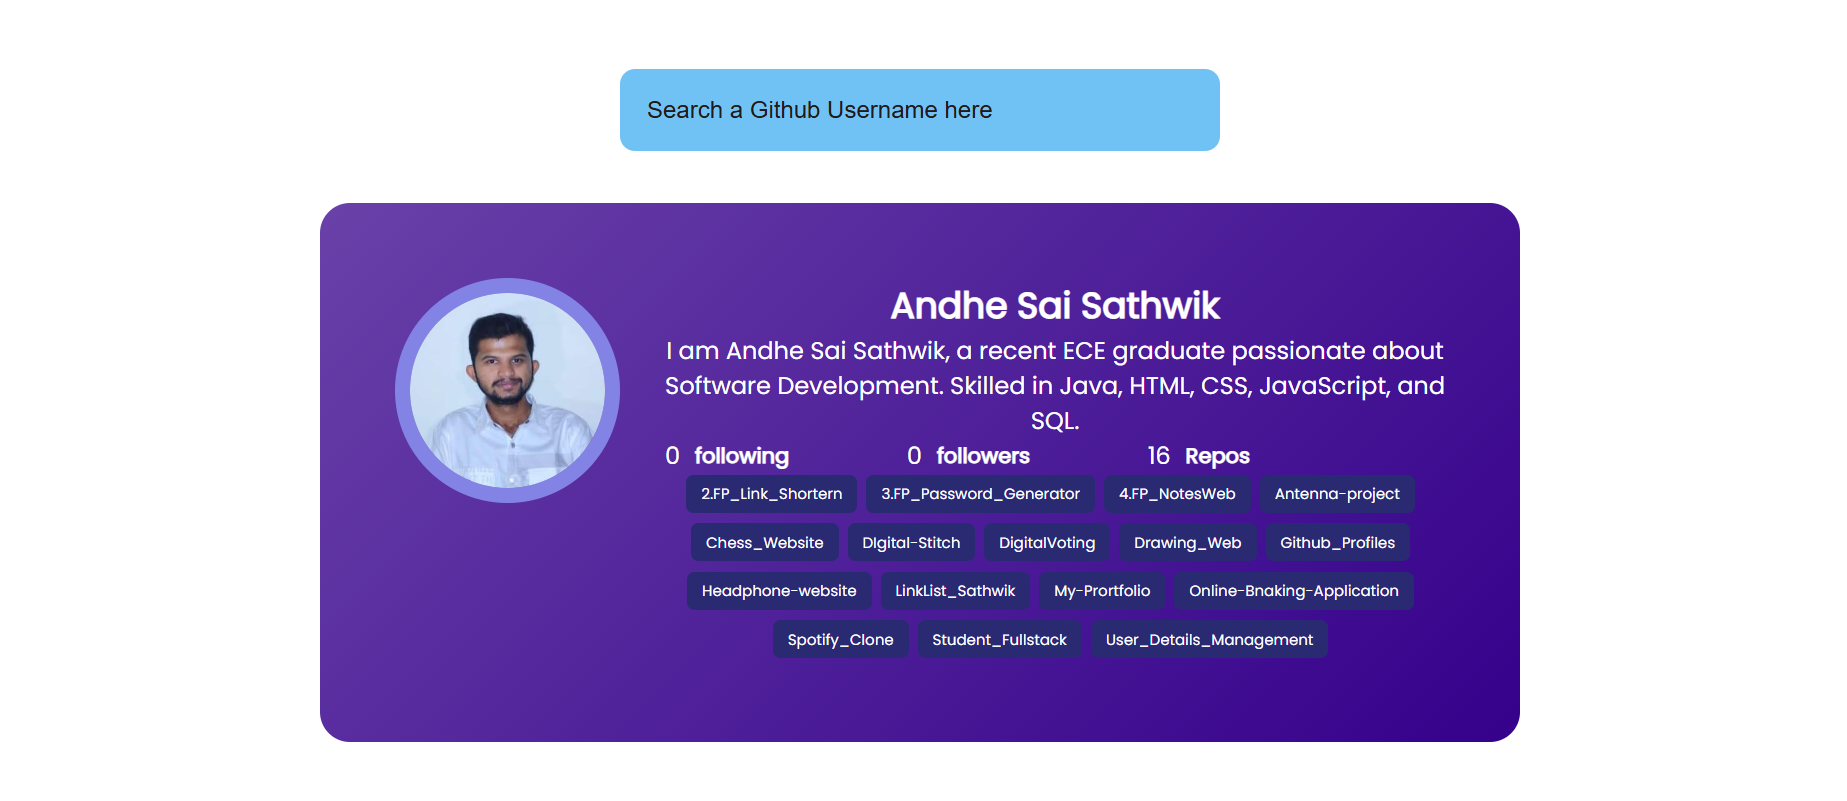 Search a Github Username here
Andhe Sai Sathwik
I am Andhe Sai Sathwik, a recent ECE graduate passionate about
Software Development. Skilled in Java, HTML, CSS, JavaScript, and
SQL.
0 following 0 followers 16 Repos
2.FP_Link_Shortern 3.FP_Password_Generator 4.FP_NotesWeb Antenna-project
Chess_Website DIgital-Stitch DigitalVoting Drawing_Web Github_Profiles
Headphone-website LinkList_Sathwik My-Prortfolio Online-Bnaking-Application
Spotify_Clone Student_Fullstack User_Details_Management